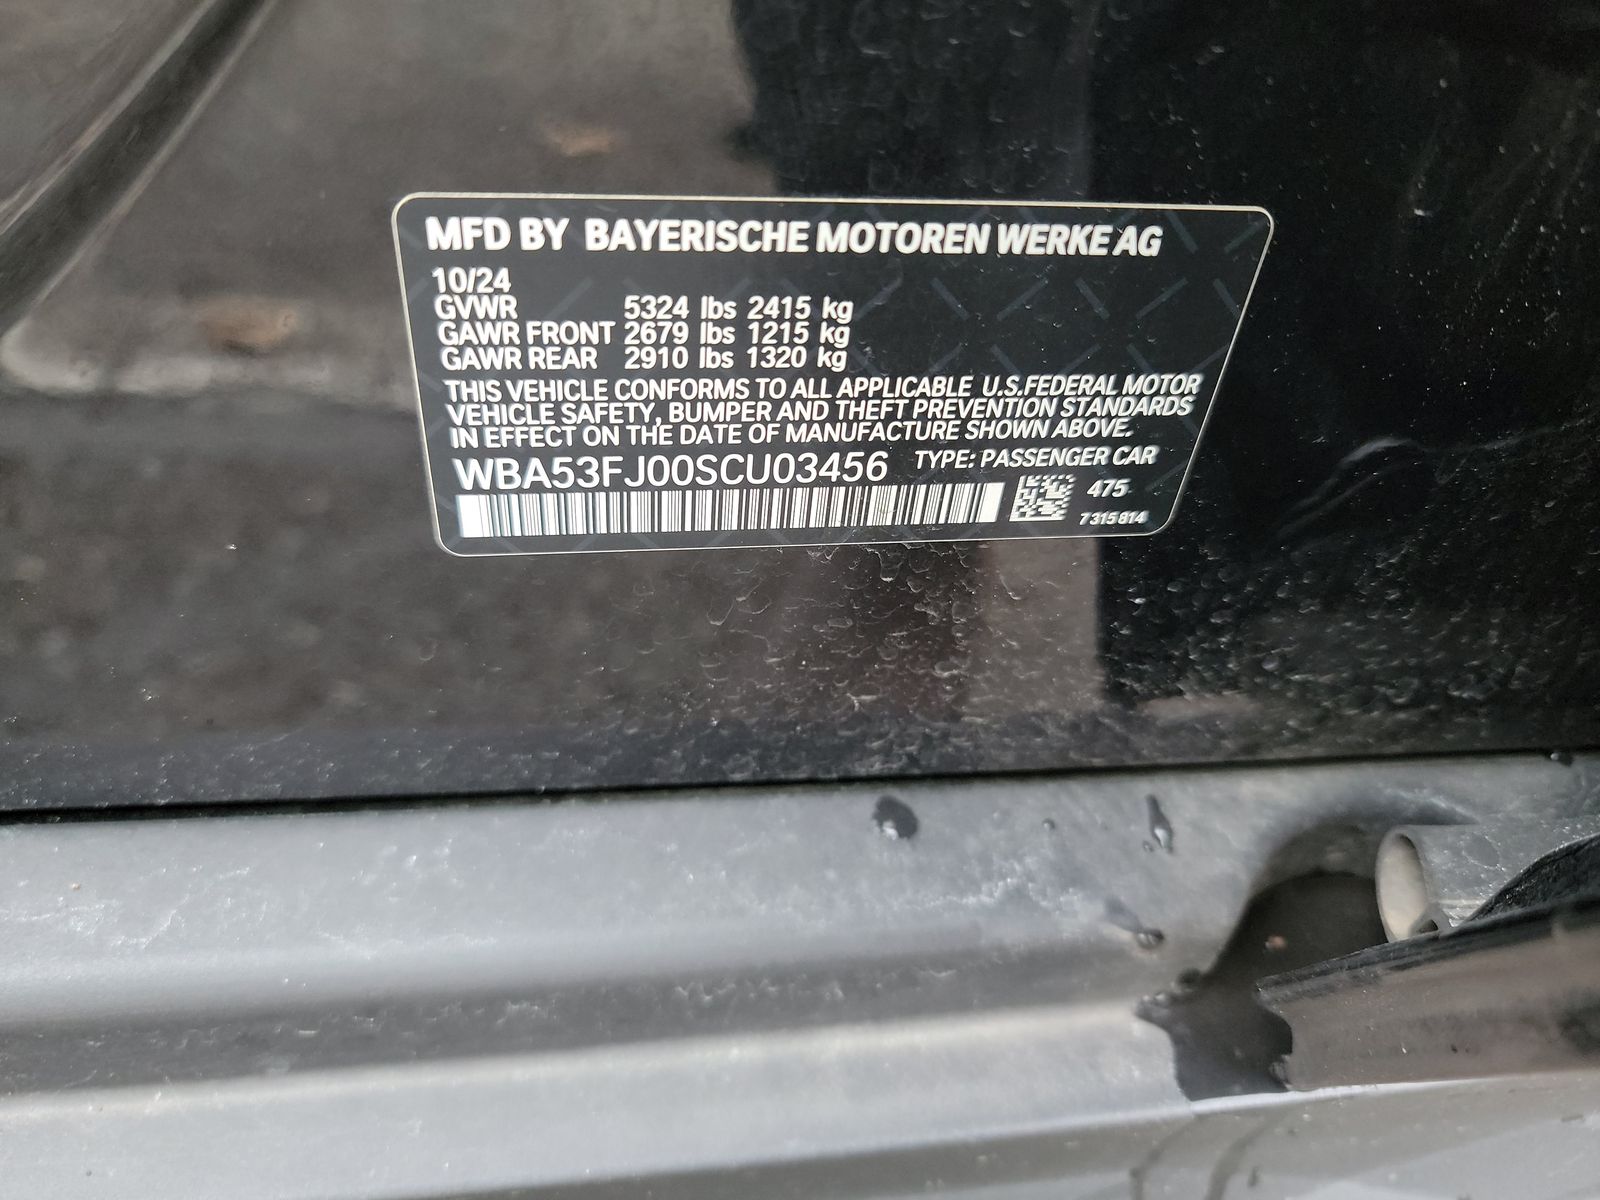 MFD BY BAYERISCHE MOTOREN WERKE AG
10/24
GVWR 5324 lbs 2415 kg
GAWR FRONT 2679 lbs 1215 kg
GAWR REAR 2910 lbs 1320 kg
THIS VEHICLE CONFORMS TO ALL APPLICABLE U.S.FEDERAL MOTOR
VEHICLE SAFETY, BUMPER AND THEFT PREVENTION STANDARDS
IN EFFECT ON THE DATE OF MANUFACTURE SHOWN ABOVE.
WBA53FJ00SCU03456 TYPE: PASSENGER CAR
475
7315814